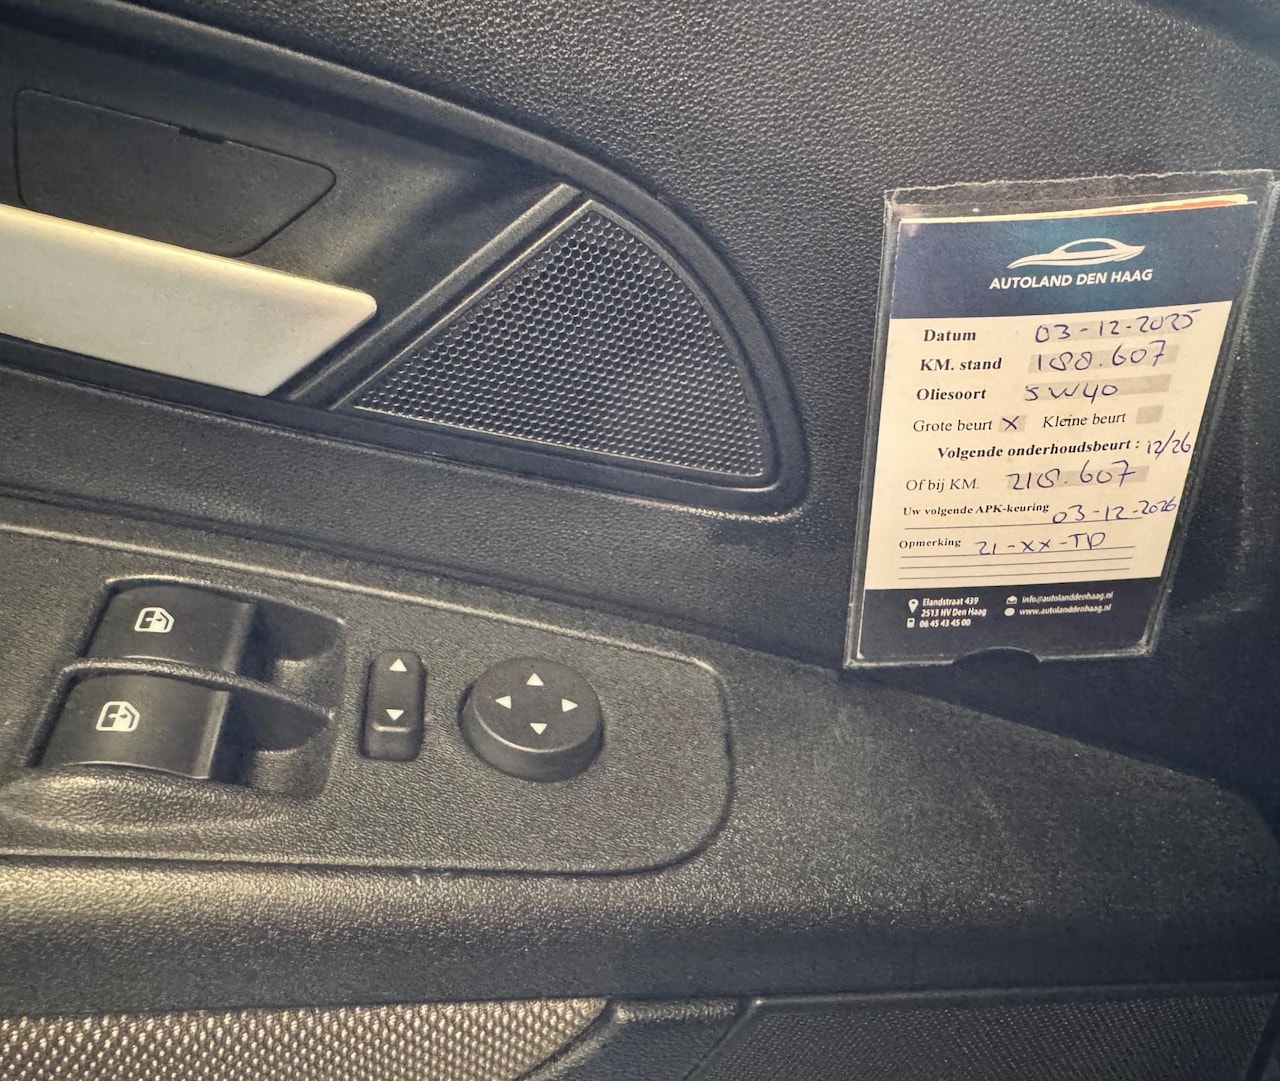 AUTOLAND DEN HAAG
Datum 03-12-2025
KM. stand 188.607
Oliesoort 5W40
Grote beurt X Kleine beurt
Volgende onderhoudsbeurt : 12/26
Of bij KM. 218.607
Uw volgende APK-keuring 03-12-2026
Opmerking 21-XX-TD
Elandstraat 439 info@autolanddenhaag.nl
2513 HV Den Haag www.autolanddenhaag.nl
06 45 43 45 00